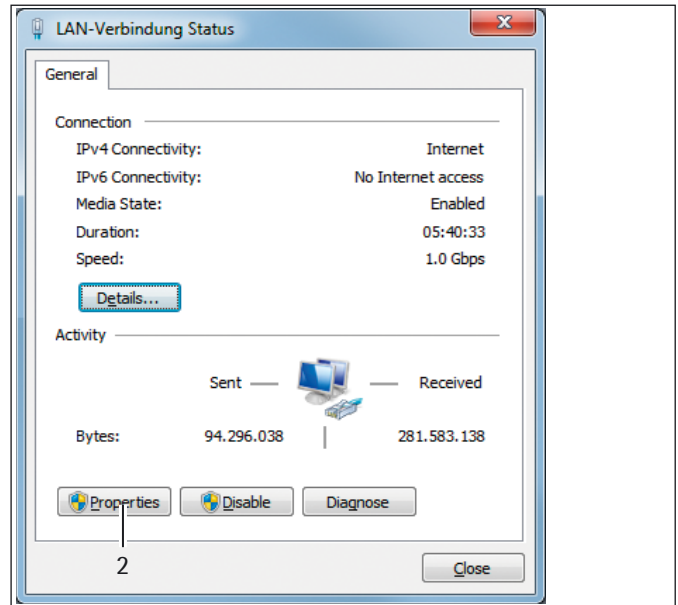 LAN-Verbindung Status
General
Connection
IPv4 Connectivity: Internet
IPv6 Connectivity: No Internet access
Media State: Enabled
Duration: 05:40:33
Speed: 1.0 Gbps
Details...
Activity
Sent Received
Bytes: 94.296.038 281.583.138
Properties Disable Diagnose
2
Close